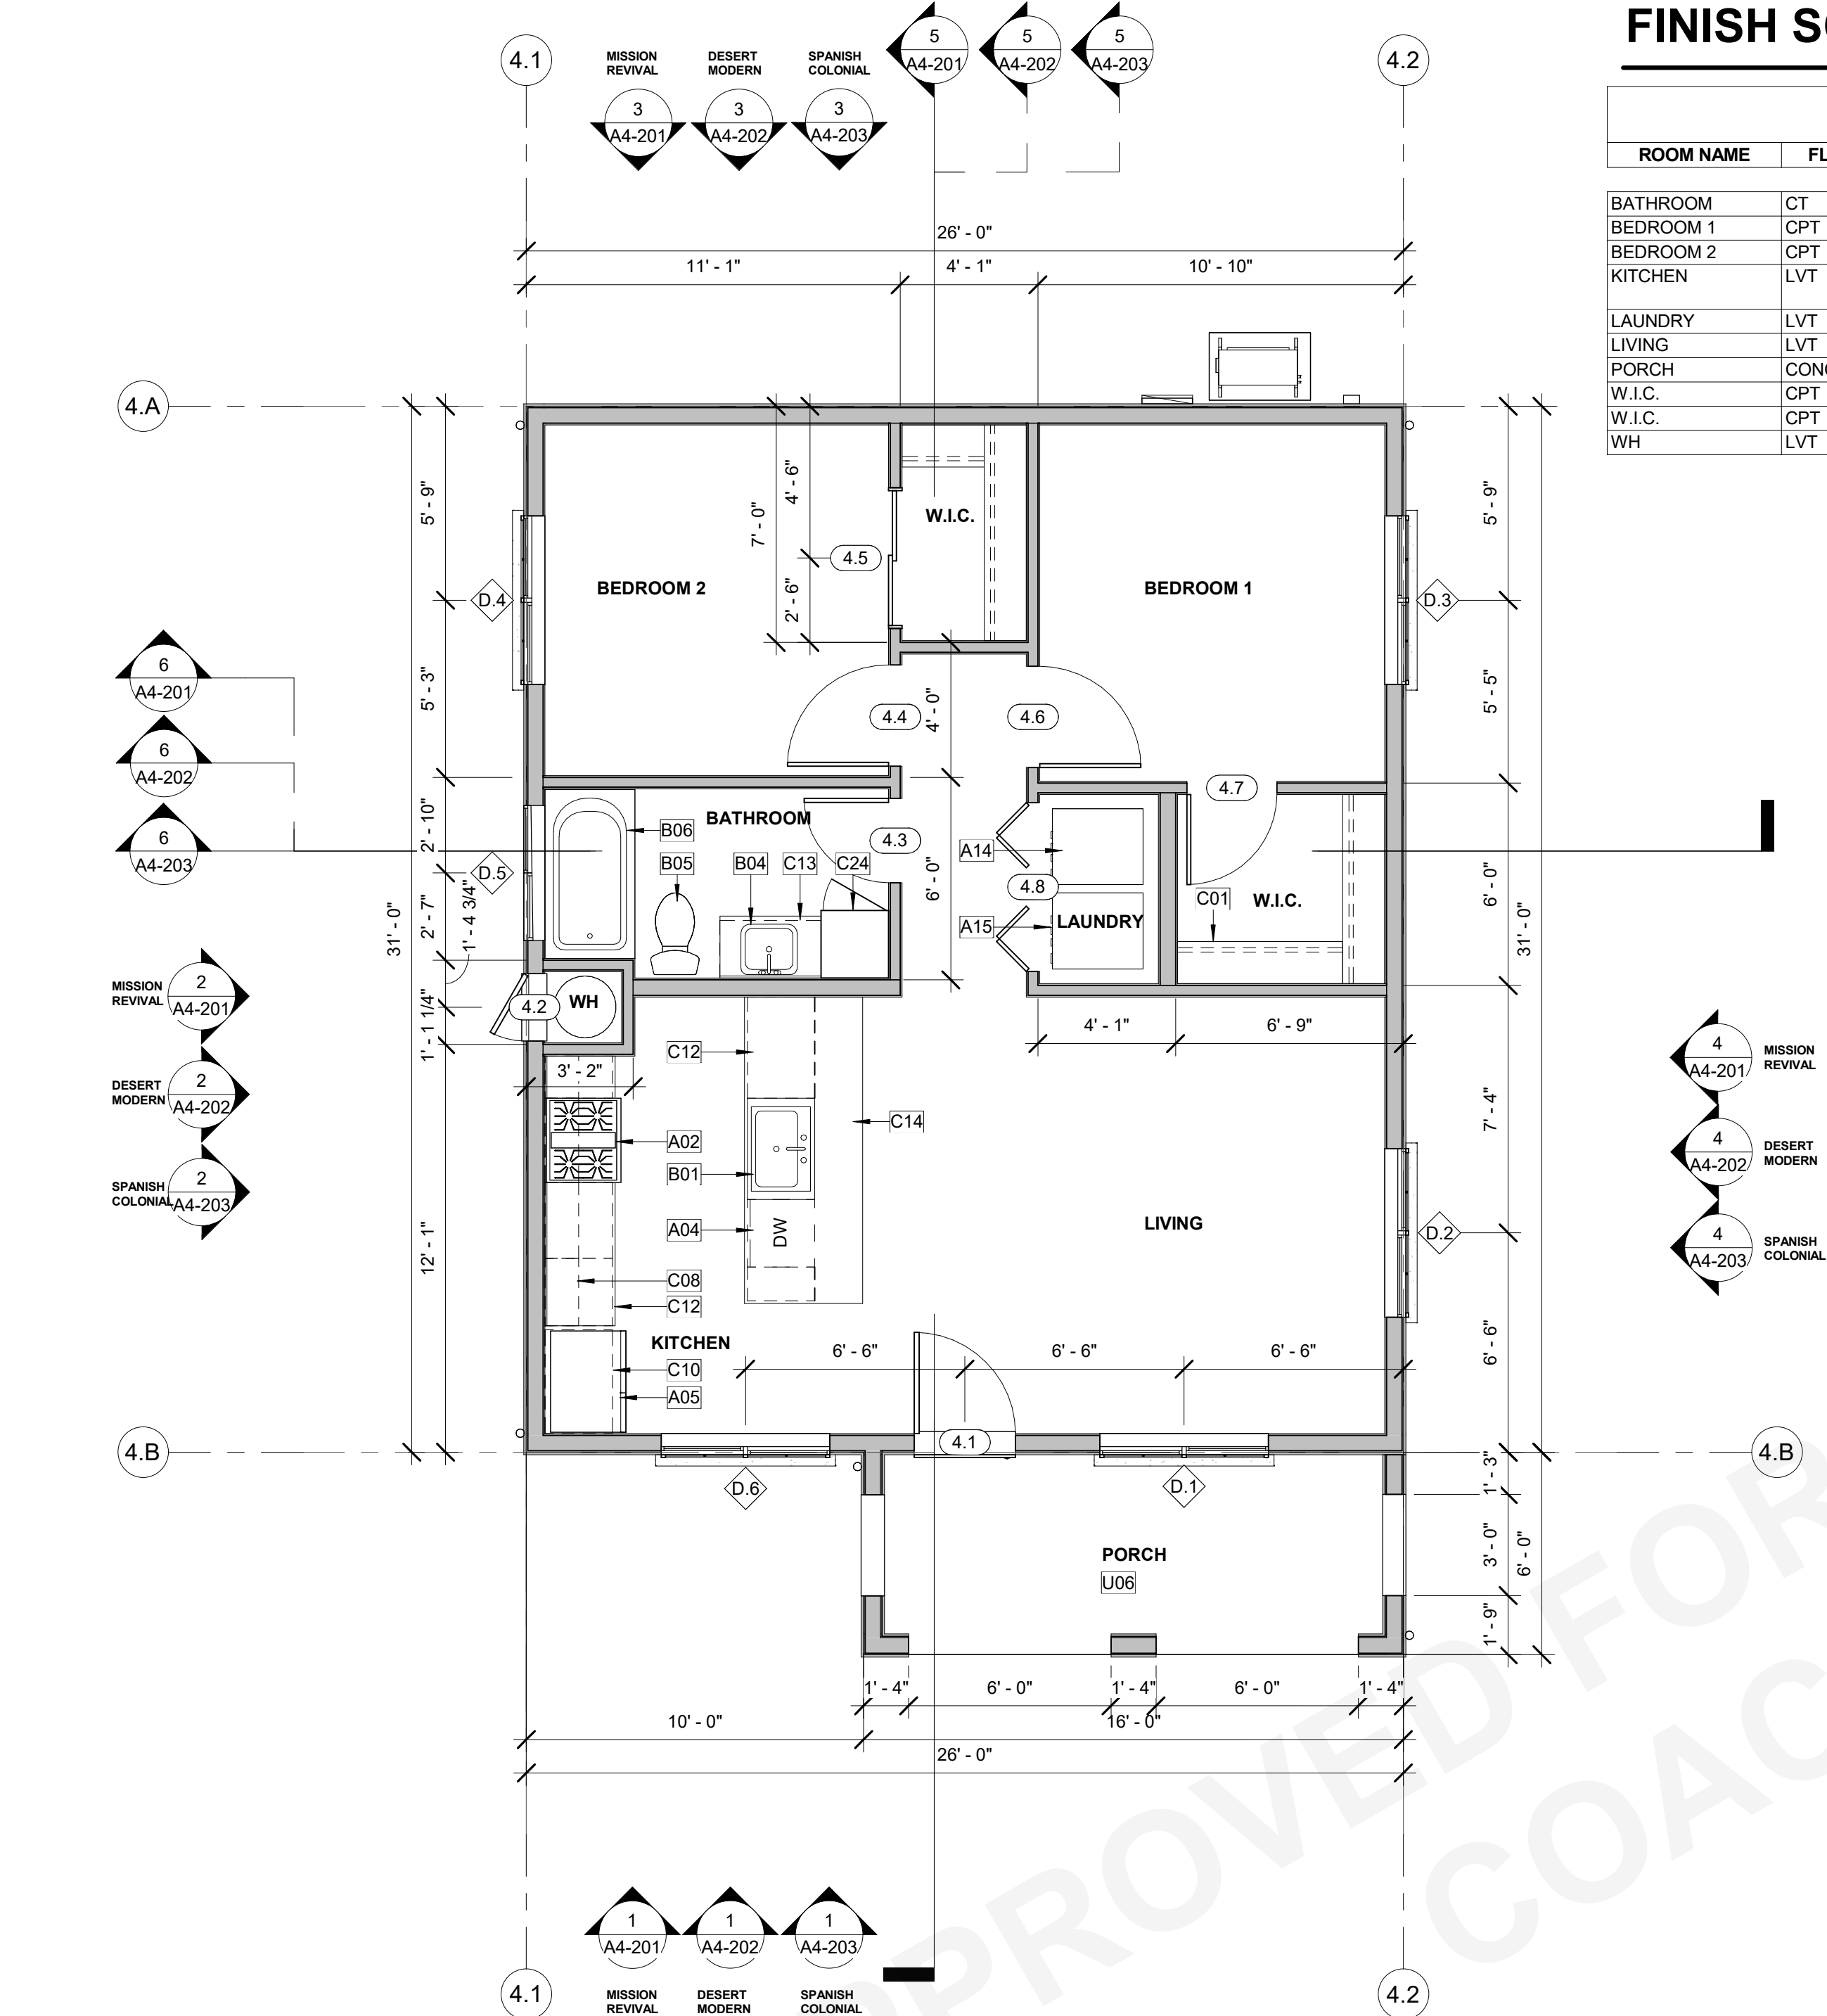 FINISH
ROOM NAME
BATHROOM CT
BEDROOM 1 CPT
BEDROOM 2 CPT
KITCHEN LVT
LAUNDRY LVT
LIVING LVT
PORCH
W.I.C. CPT
W.I.C. CPT
WH LVT
4.1
MISSION
REVIVAL
DESERT
MODERN
SPANISH
COLONIAL
3
A4-201
3
A4-202
3
A4-203
5
A4-201
5
A4-202
5
A4-203
4.2
26' - 0"
11' - 1"
4' - 1"
10' - 10"
4.A
5' - 9"
4' - 6"
7' - 0"
2' - 6"
4.5
W.I.C.
5' - 9"
BEDROOM 2
BEDROOM 1
D.4
D.3
6
A4-201
6
A4-202
6
A4-203
5' - 3"
4.4
4' - 0"
4.6
5' - 5"
4.7
2' - 10"
BATHROOM
B06
4.3
A14
D.5
B05
B04
C13
C24
6' - 0"
4.8
C01
W.I.C.
6' - 0"
31' - 0"
2' - 7"
1' - 4 3/4"
A15
LAUNDRY
31' - 0"
MISSION
REVIVAL
2
A4-201
DESERT
MODERN
2
A4-202
SPANISH
COLONIAL
2
A4-203
4.2
WH
1' - 1 1/4"
4' - 1"
6' - 9"
C12
3' - 2"
C14
A02
B01
A04
DW
C08
C12
KITCHEN
C10
A05
LIVING
7' - 4"
D.2
4
A4-201
MISSION
REVIVAL
4
A4-202
DESERT
MODERN
4
A4-203
SPANISH
COLONIAL
12' - 1"
6' - 6"
6' - 6"
6' - 6"
6' - 6"
4.B
4.1
4.B
D.6
D.1
1' - 3"
PORCH
U06
3' - 0"
6' - 0"
1' - 9"
1' - 4"
6' - 0"
1' - 4"
6' - 0"
1' - 4"
10' - 0"
16' - 0"
26' - 0"
1
A4-201
1
A4-202
1
A4-203
4.1
MISSION
REVIVAL
DESERT
MODERN
SPANISH
COLONIAL
4.2
FOR